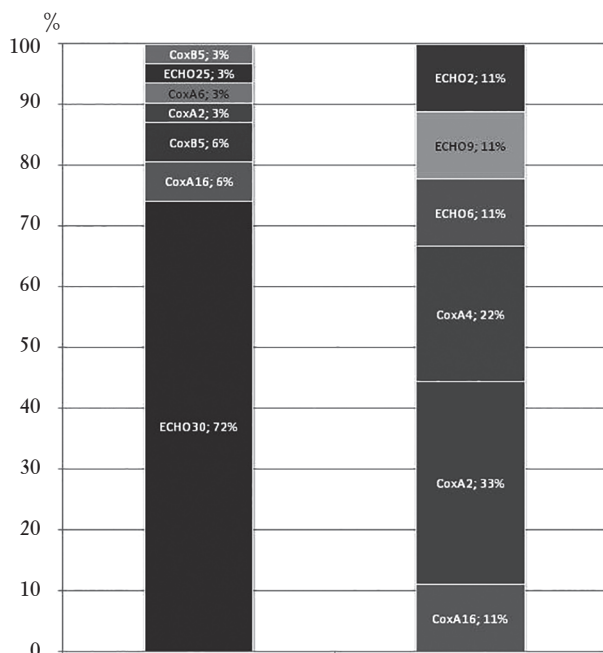 %
100
90
80
70
60
50
40
30
20
10
0
CoxB5; 3%
ECHO25; 3%
CoxA6; 3%
CoxA2; 3%
CoxB5; 6%
CoxA16; 6%
ECHO30; 72%
ECHO2; 11%
ECHO9; 11%
ECHO6; 11%
CoxA4; 22%
CoxA2; 33%
CoxA16; 11%